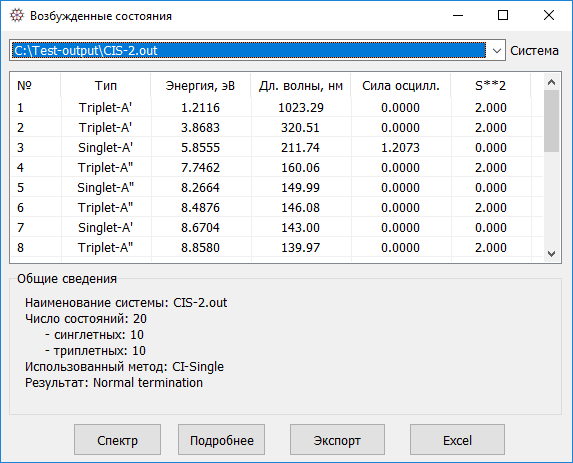 Возбужденные состояния
C:\Test-output\CIS-2.out Система
№ Тип Энергия, эВ Дл. волны, нм Сила осцилл. S**2
1 Triplet-A' 1.2116 1023.29 0.0000 2.000
2 Triplet-A' 3.8683 320.51 0.0000 2.000
3 Singlet-A' 5.8555 211.74 1.2073 0.000
4 Triplet-A" 7.7462 160.06 0.0000 2.000
5 Singlet-A" 8.2664 149.99 0.0000 0.000
6 Triplet-A" 8.4876 146.08 0.0000 2.000
7 Singlet-A' 8.6704 143.00 0.0000 0.000
8 Triplet-A" 8.8580 139.97 0.0000 2.000
Общие сведения
Наименование системы: CIS-2.out
Число состояний: 20
- синглетных: 10
- триплетных: 10
Использованный метод: CI-Single
Результат: Normal termination
Спектр Подробнее Экспорт Excel